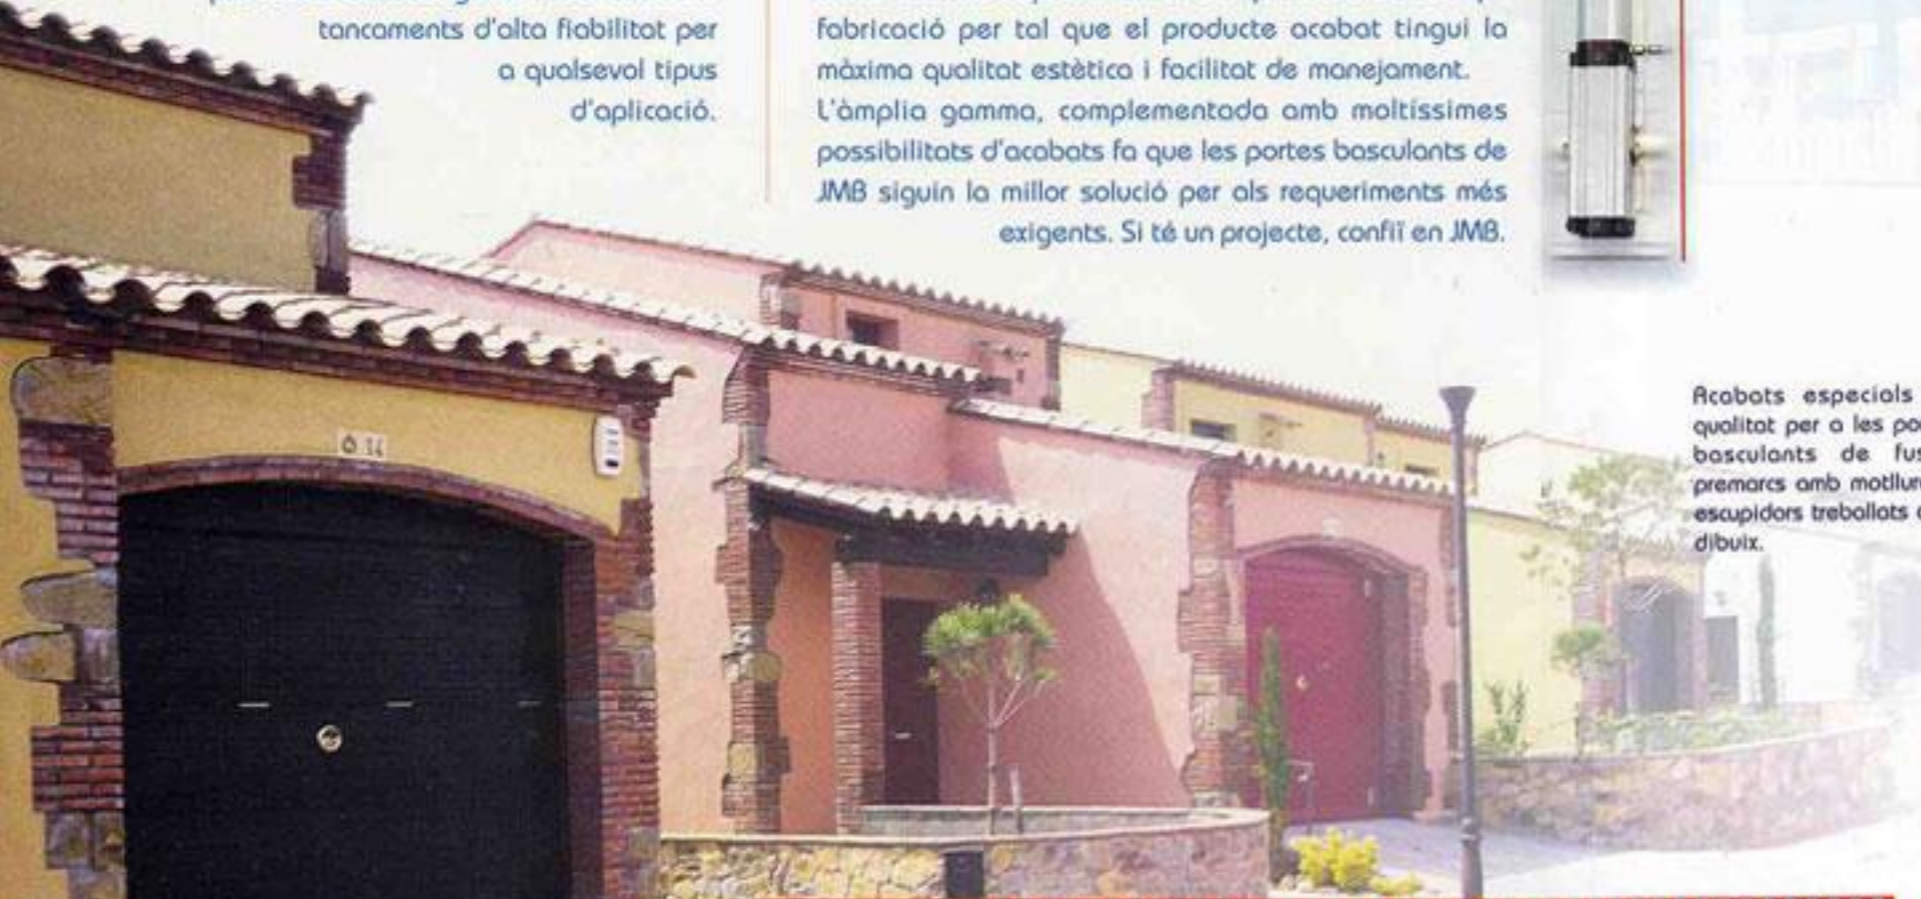 tancaments d'alta fiabilitat per
a qualsevol tipus
d'aplicació.
fabricació per tal que el producte acabat tingui la
màxima qualitat estètica i facilitat de manejament.
L'àmplia gamma, complementada amb moltíssimes
possibilitats d'acabats fa que les portes basculants de
JMB siguin la millor solució per als requeriments més
exigents. Si té un projecte, confiï en JMB.
Acabats especials
qualitat per a les
basculants de
premarcs amb
escupidors treballats
dibuix.
14